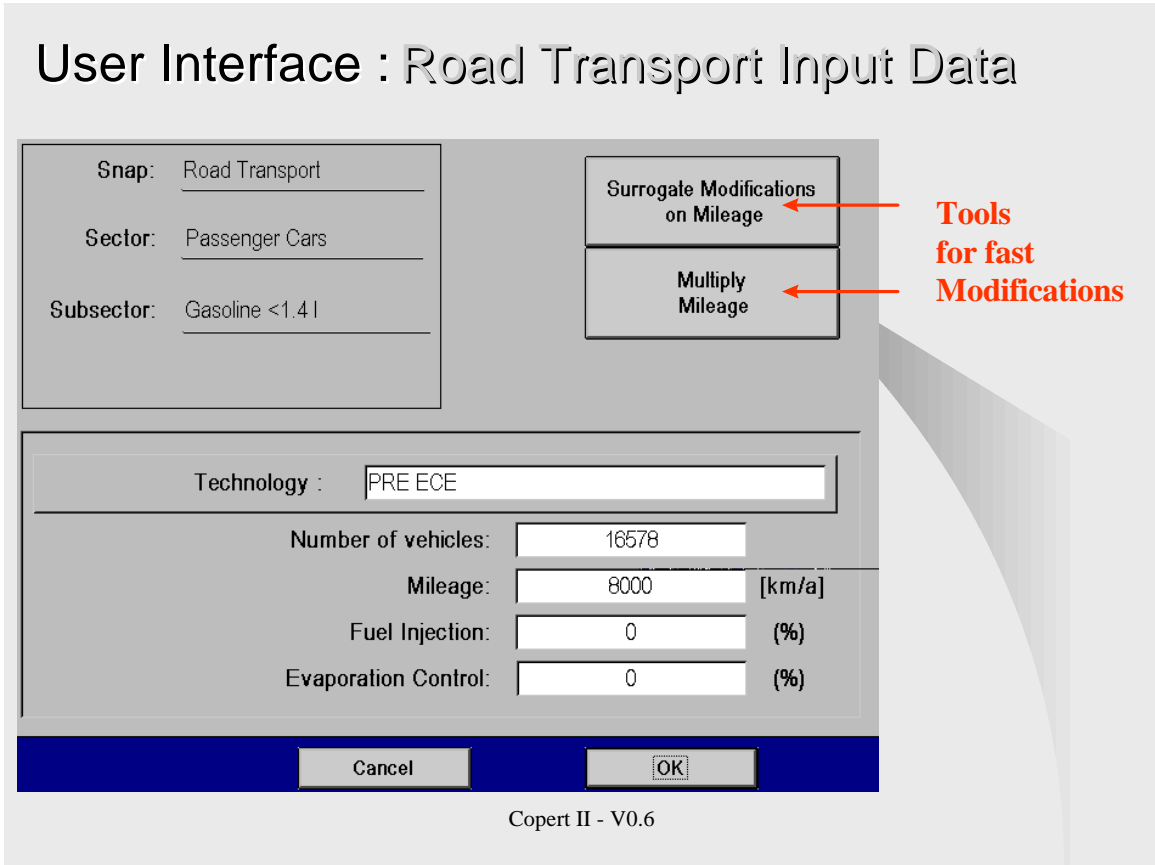 User Interface : Road Transport Input Data
Snap: Road Transport
Sector: Passenger Cars
Subsector: Gasoline <1.4 l
Surrogate Modifications
on Mileage
Multiply
Mileage
Tools
for fast
Modifications
Technology : PRE ECE
Number of vehicles: 16578
Mileage: 8000 [km/a]
Fuel Injection: 0 (%)
Evaporation Control: 0 (%)
Cancel OK
Copert II - V0.6